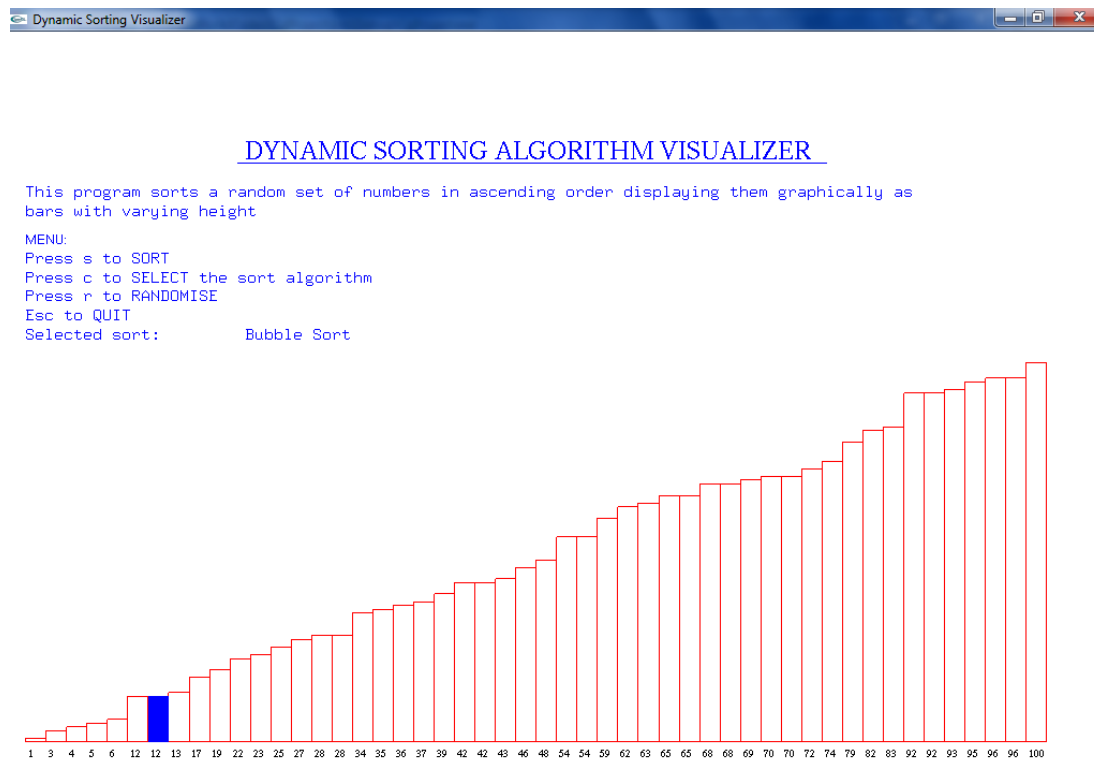 Dynamic Sorting Visualizer
DYNAMIC SORTING ALGORITHM VISUALIZER
This program sorts a random set of numbers in ascending order displaying them graphically as
bars with varying height
MENU:
Press s to SORT
Press c to SELECT the sort algorithm
Press r to RANDOMISE
Esc to QUIT
Selected sort: Bubble Sort
1 3 4 5 6 12 12 13 17 19 22 23 25 27 28 28 34 35 36 37 39 42 42 43 46 48 54 54 59 62 63 65 65 68 68 69 70 70 72 74 79 82 83 92 92 93 95 96 96 100